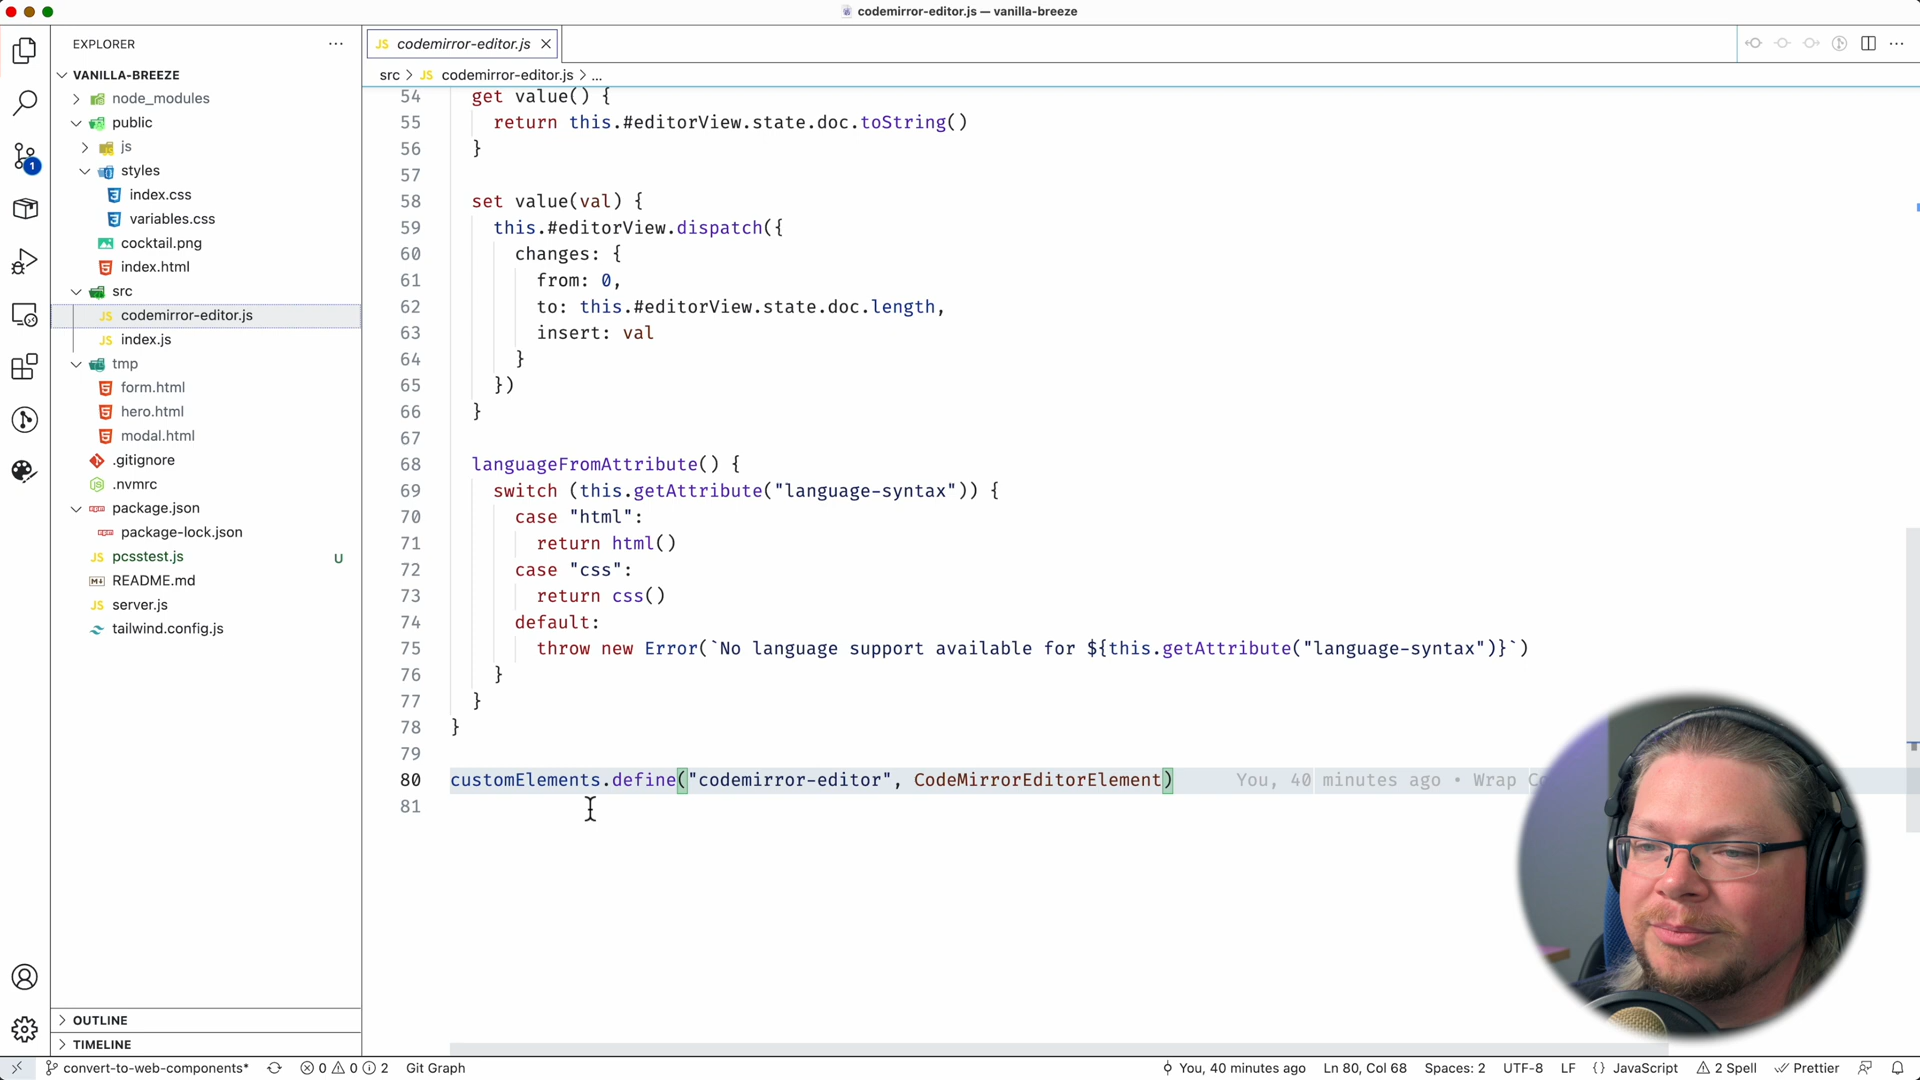 codemirror-editor.js — vanilla-breeze
EXPLORER
VANILLA-BREEZE
node_modules
public
js
styles
index.css
variables.css
cocktail.png
index.html
src
JS codemirror-editor.js
JS index.js
tmp
form.html
hero.html
modal.html
.gitignore
.nvmrc
package.json
package-lock.json
JS pcsstest.js U
README.md
JS server.js
tailwind.config.js
OUTLINE
TIMELINE
JS codemirror-editor.js
src > JS codemirror-editor.js > ...
54 get value() {
55 return this.#editorView.state.doc.toString()
56 }
57
58 set value(val) {
59 this.#editorView.dispatch({
60 changes: {
61 from: 0,
62 to: this.#editorView.state.doc.length,
63 insert: val
64 }
65 })
66 }
67
68 languageFromAttribute() {
69 switch (this.getAttribute("language-syntax")) {
70 case "html":
71 return html()
72 case "css":
73 return css()
74 default:
75 throw new Error(`No language support available for ${this.getAttribute("language-syntax")}`)
76 }
77 }
78 }
79
80 customElements.define("codemirror-editor", CodeMirrorEditorElement) You, 40 minutes ago • Wrap
81
1
convert-to-web-components* 0 0 2 Git Graph You, 40 minutes ago Ln 80, Col 68 Spaces: 2 UTF-8 LF {} JavaScript 2 Spell Prettier